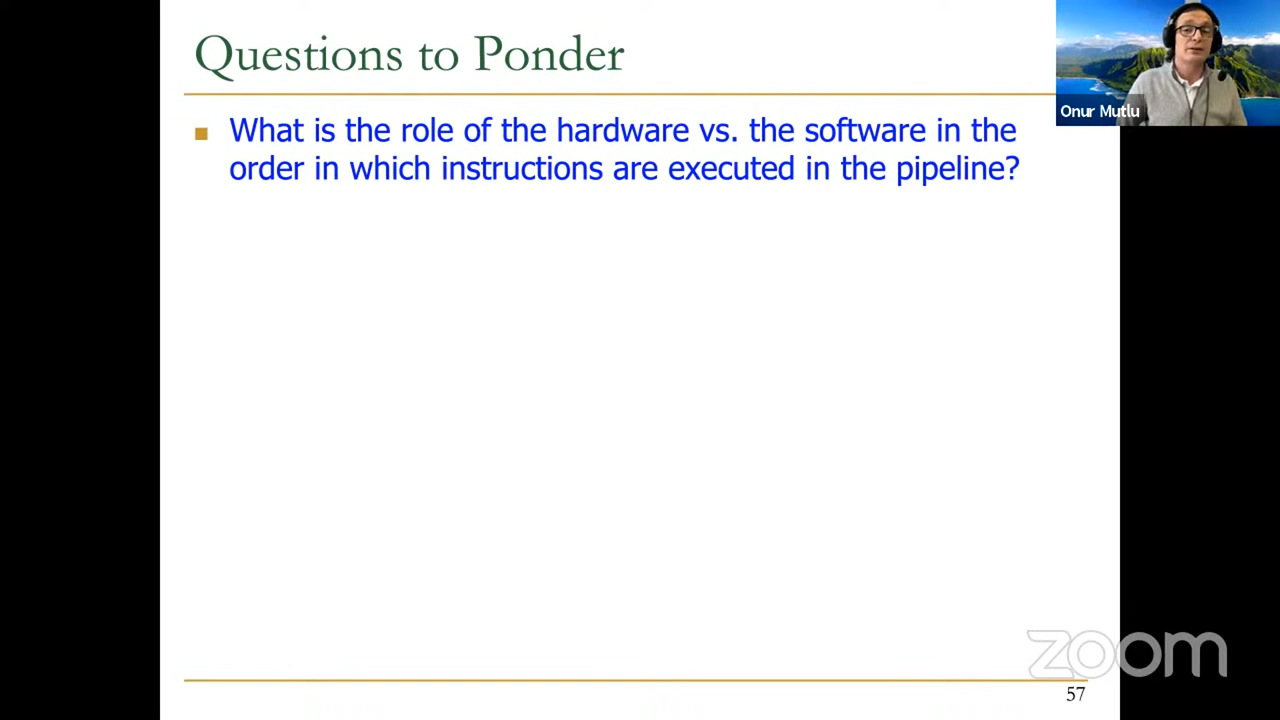 Questions to Ponder
Onur Mutlu
What is the role of the hardware vs. the software in the
order in which instructions are executed in the pipeline?
zoom
57